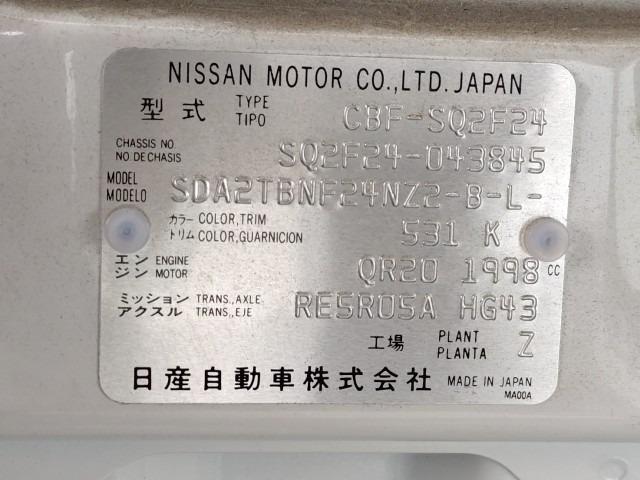 NISSAN MOTOR CO.,LTD. JAPAN
型式 TYPE TIPO CBF-SQ2F24
CHASSIS NO. NO DE CHASIS SQ2F24-043845
MODEL MODELO SDA2TBNF24NZ2-B-L-
カラー COLOR,TRIM
トリム COLOR,GUARNICION 531 K
エンジン ENGINE MOTOR QR20 1998 CC
ミッション TRANS.,AXLE
アクスル TRANS.,EJE RE5R05A HG43
工場 PLANT PLANTA Z
日産自動車株式会社 MADE IN JAPAN
MA00A